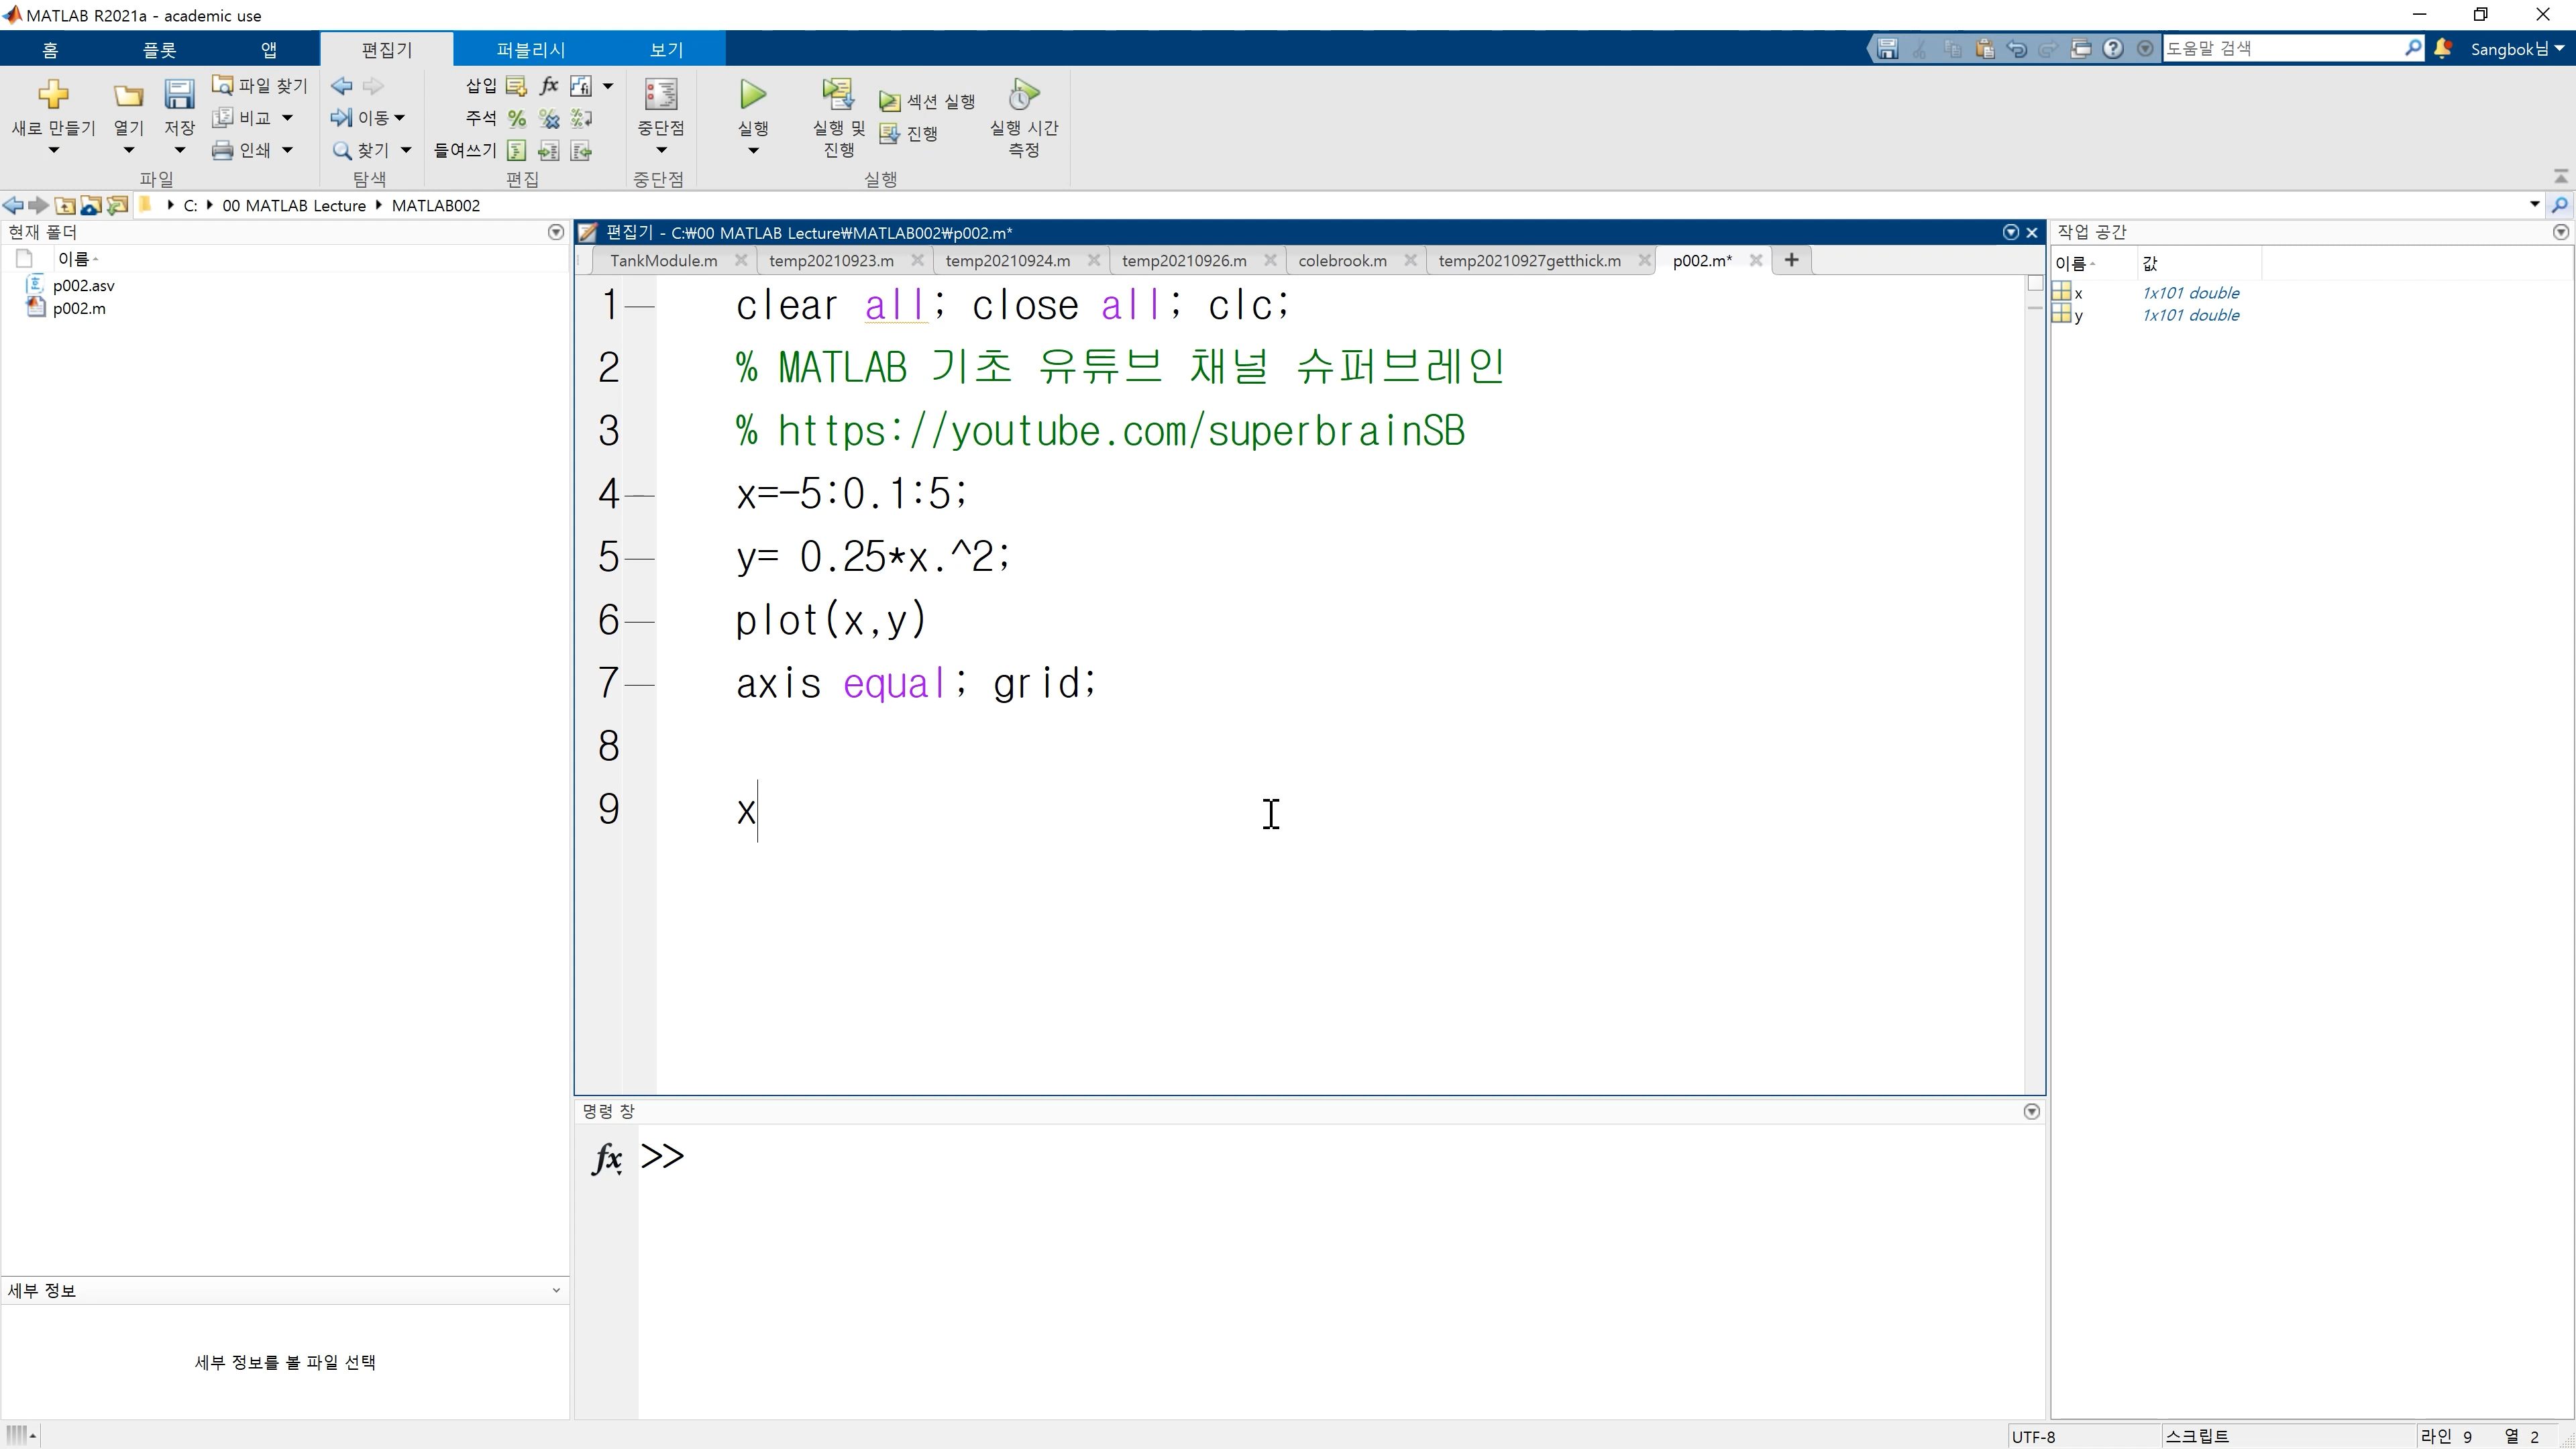 MATLAB R2021a - academic use
홈 플롯 앱 편집기 퍼블리시 보기
도움말 검색
Sangbok님
새로 만들기 열기 저장 파일 찾기 비교 인쇄
파일
이동 찾기
탐색
삽입
주석
들여쓰기
편집
중단점
중단점
실행 실행 및 진행 섹션 실행 진행 실행 시간 측정
실행
C: 00 MATLAB Lecture MATLAB002
현재 폴더
이름
p002.asv
p002.m
세부 정보
세부 정보를 볼 파일 선택
편집기 - C:₩00 MATLAB Lecture₩MATLAB002₩p002.m*
TankModule.m temp20210923.m temp20210924.m temp20210926.m colebrook.m temp20210927getthick.m p002.m* +
1 clear all; close all; clc;
2 % MATLAB 기초 유튜브 채널 슈퍼브레인
3 % https://youtube.com/superbrainSB
4 x=-5:0.1:5;
5 y= 0.25*x.^2;
6 plot(x,y)
7 axis equal; grid;
8
9 x
명령 창
fx >>
작업 공간
이름 값
x 1x101 double
y 1x101 double
UTF-8 스크립트 라인 9 열 2